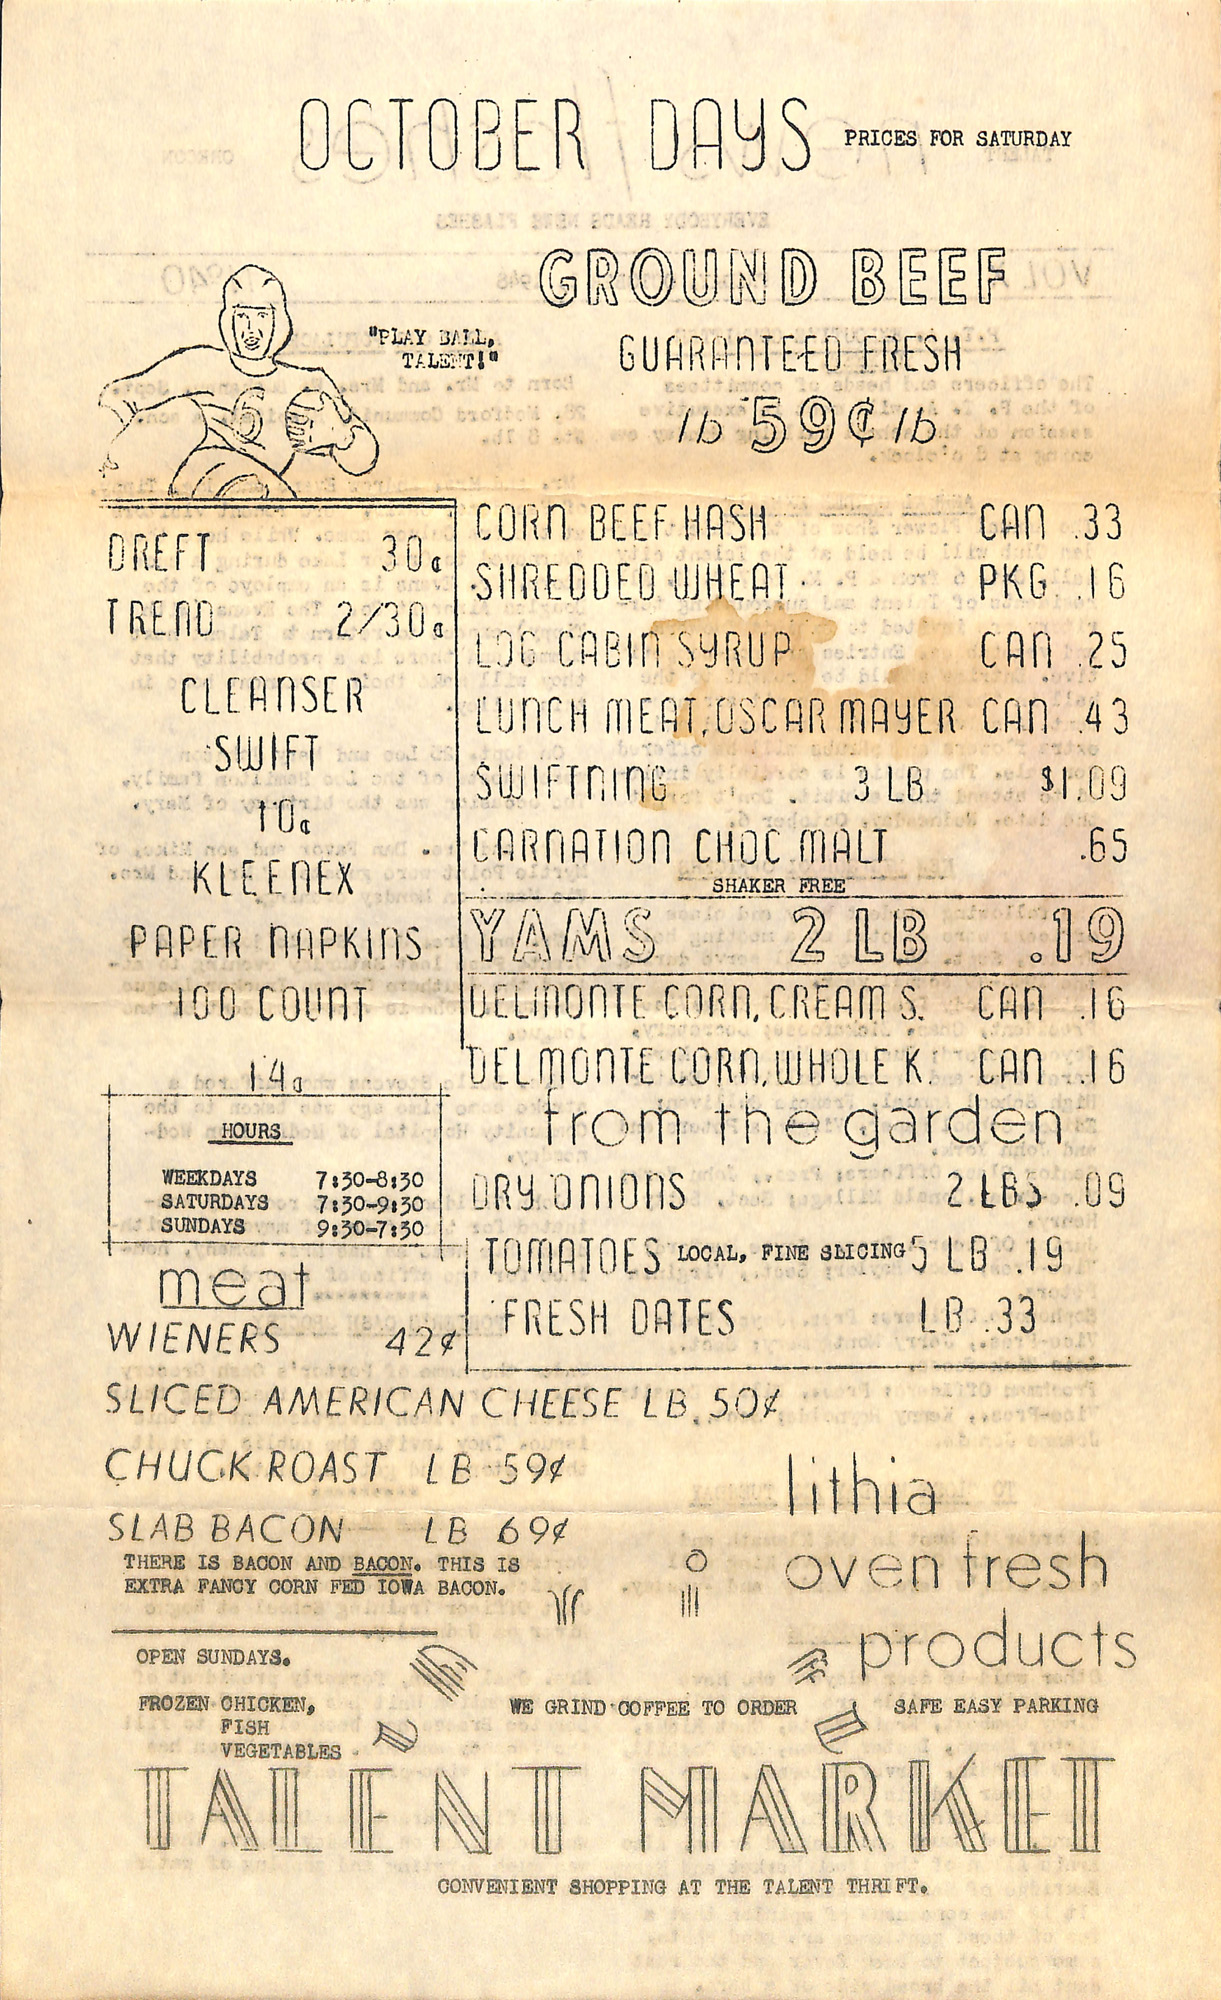 OCTOBER DAYS PRICES FOR SATURDAY
"PLAY BALL,
TALENT!"
6
GROUND BEEF
GUARANTEED FRESH
lb 59¢ lb
DREFT 30¢
TREND 2/30¢
CLEANSER
SWIFT
10¢
KLEENEX
PAPER NAPKINS
100 COUNT
14¢
CORN BEEF HASH CAN .33
SHREDDED WHEAT PKG .16
LOG CABIN SYRUP CAN .25
LUNCH MEAT, OSCAR MAYER CAN .43
SWIFTNING 3 LB $1.09
CARNATION CHOC MALT .65
SHAKER FREE
YAMS 2 LB .19
DELMONTE CORN, CREAM S. CAN .16
DELMONTE CORN, WHOLE K. CAN .16
from the garden
DRY ONIONS 2 LBS .09
TOMATOES LOCAL, FINE SLICING 5 LB .19
FRESH DATES LB .33
HOURS
WEEKDAYS 7:30-8:30
SATURDAYS 7:30-9:30
SUNDAYS 9:30-7:30
meat
WIENERS 42¢
SLICED AMERICAN CHEESE LB. 50¢
CHUCK ROAST LB 59¢
SLAB BACON LB 69¢
THERE IS BACON AND BACON. THIS IS
EXTRA FANCY CORN FED IOWA BACON.
lithia
oven fresh
products
OPEN SUNDAYS.
FROZEN CHICKEN,
FISH
VEGETABLES
WE GRIND COFFEE TO ORDER
SAFE EASY PARKING
TALENT MARKET
CONVENIENT SHOPPING AT THE TALENT THRIFT.